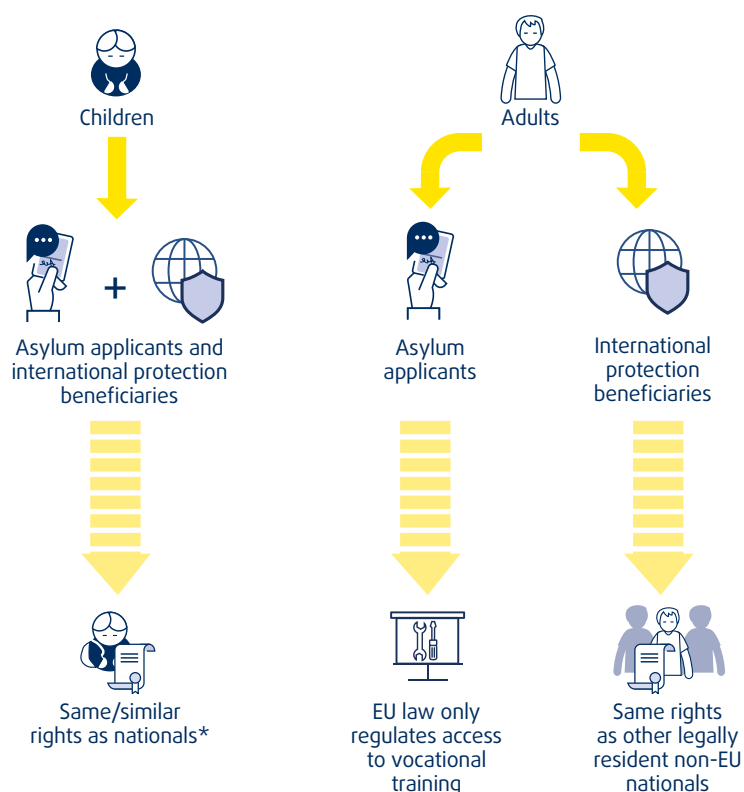 Children
Adults
+
Asylum applicants and
international protection
beneficiaries
Asylum
applicants
International
protection
beneficiaries
Same/similar
rights as nationals*
EU law only
regulates access
to vocational
training
Same rights
as other legally
resident non-EU
nationals